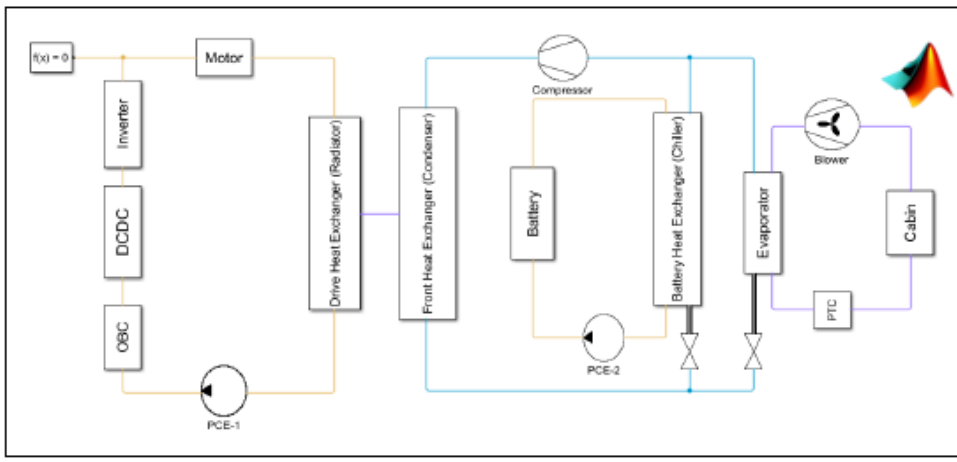 f(x) = 0
Motor
Inverter
DCDC
OBC
PCE-1
Drive Heat Exchanger (Radiator)
Front Heat Exchanger (Condenser)
Compressor
Battery
PCE-2
Battery Heat Exchanger (Chiller)
Evaporator
Blower
Cabin
PTC